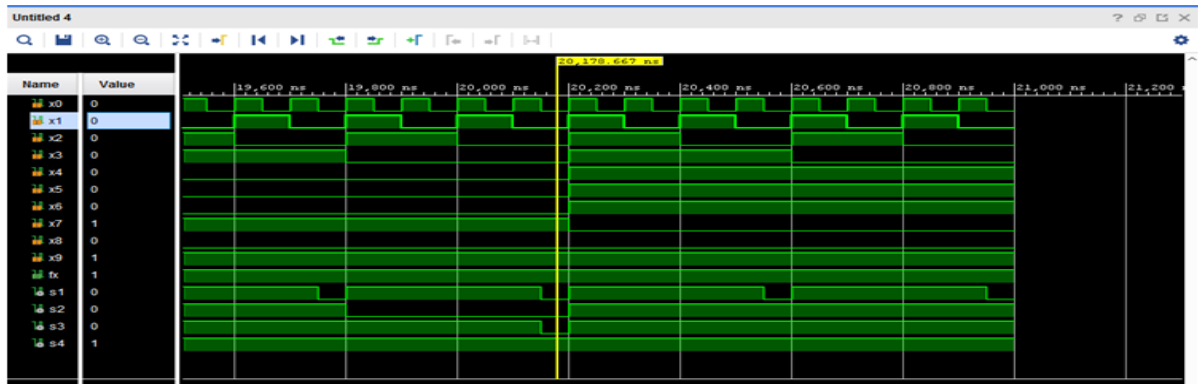 Untitled 4
20,178.667 ns
Name Value
19,600 ns 19,800 ns 20,000 ns 20,200 ns 20,400 ns 20,600 ns 20,800 ns 21,000 ns 21,200
x0 0
x1 0
x2 0
x3 0
x4 0
x5 0
x6 0
x7 1
x8 0
x9 1
fx 1
s1 0
s2 0
s3 0
s4 1